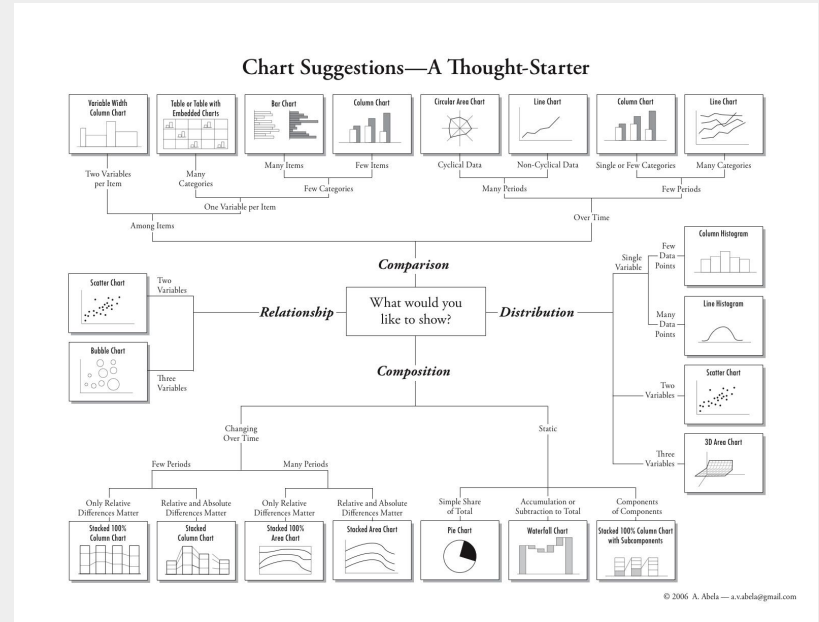 Chart Suggestions—A Thought-Starter
Variable Width
Column Chart
Table or Table with
Embedded Charts
Bar Chart
Column Chart
Circular Area Chart
Line Chart
Column Chart
Line Chart
Two Variables
per Item
Many
Categories
Many Items
Few Items
Cyclical Data
Non-Cyclical Data
Single or Few Categories
Many Categories
Few Categories
Many Periods
Few Periods
One Variable per Item
Among Items
Over Time
Comparison
Scatter Chart
Two
Variables
Bubble Chart
Three
Variables
Relationship
What would you
like to show?
Distribution
Single
Variable
Few
Data
Points
Column Histogram
Many
Data
Points
Line Histogram
Two
Variables
Scatter Chart
Three
Variables
3D Area Chart
Composition
Changing
Over Time
Static
Few Periods
Many Periods
Only Relative
Differences Matter
Relative and Absolute
Differences Matter
Only Relative
Differences Matter
Relative and Absolute
Differences Matter
Simple Share
of Total
Accumulation or
Subtraction to Total
Components
of Components
Stacked 100%
Column Chart
Stacked
Column Chart
Stacked 100%
Area Chart
Stacked Area Chart
Pie Chart
Waterfall Chart
Stacked 100% Column Chart
with Subcomponents
© 2006 A. Abela — a.v.abela@gmail.com